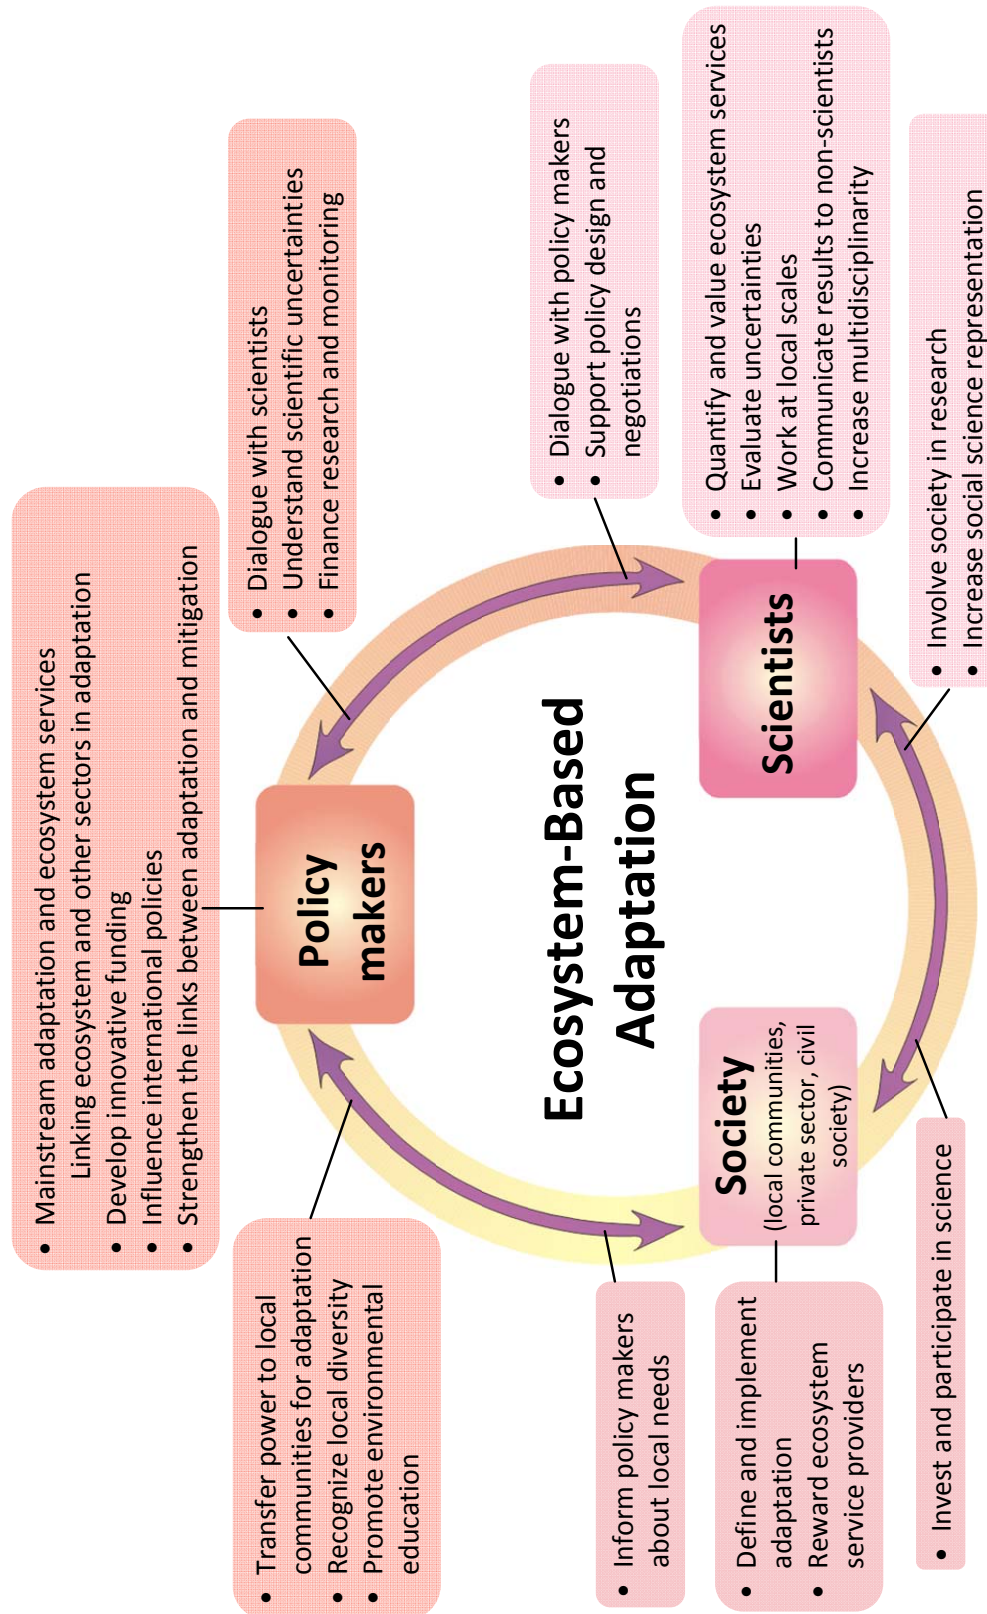 • Mainstream adaptation and ecosystem services
Linking ecosystem and other sectors in adaptation
• Develop innovative funding
• Influence international policies
• Strengthen the links between adaptation and mitigation
• Transfer power to local
communities for adaptation
• Recognize local diversity
• Promote environmental
education
Policy
makers
• Dialogue with scientists
• Understand scientific uncertainties
• Finance research and monitoring
• Inform policy makers
about local needs
Ecosystem-Based
Adaptation
• Dialogue with policy makers
• Support policy design and
negotiations
• Define and implement
adaptation
• Reward ecosystem
service providers
Society
(local communities,
private sector, civil
society)
Scientists
• Quantify and value ecosystem services
• Evaluate uncertainties
• Work at local scales
• Communicate results to non-scientists
• Increase multidisciplinarity
• Invest and participate in science
• Involve society in research
• Increase social science representation